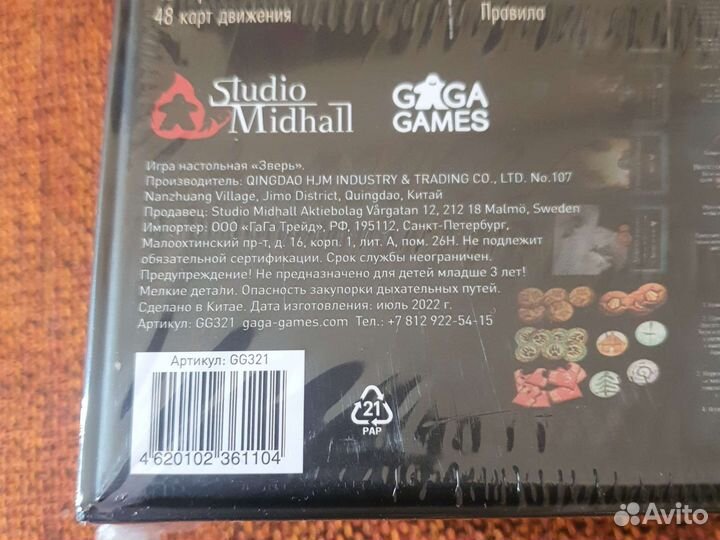 48 карт движения
Правила
Studio
Midhall
GAGA
GAMES
Игра настольная «Зверь».
Производитель: QINGDAO HJM INDUSTRY & TRADING CO., LTD. No.107
Nanzhuang Village, Jimo District, Quingdao, Китай
Продавец: Studio Midhall Aktiebolag Vårgatan 12, 212 18 Malmö, Sweden
Импортер: ООО «ГаГа Трейд», РФ, 195112, Санкт-Петербург,
Малоохтинский пр-т, д. 16, корп. 1, лит. А, пом. 26Н. Не подлежит
обязательной сертификации. Срок службы неограничен.
Предупреждение! Не предназначено для детей младше 3 лет!
Мелкие детали. Опасность закупорки дыхательных путей.
Сделано в Китае. Дата изготовления: июль 2022 г.
Артикул: GG321 gaga-games.com Тел.: +7 812 922-54-15
Артикул: GG321
4 620102 361104
21
PAP
Avito